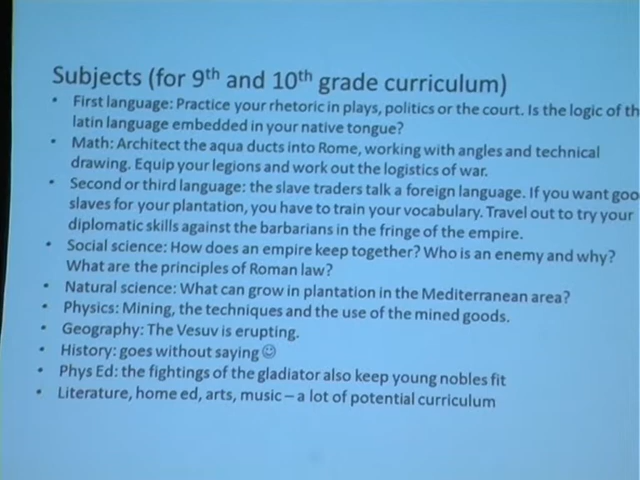 Subjects (for 9th and 10th grade curriculum)
• First language: Practice your rhetoric in plays, politics or the court. Is the logic of th
latin language embedded in your native tongue?
• Math: Architect the aqua ducts into Rome, working with angles and technical
drawing. Equip your legions and work out the logistics of war.
• Second or third language: the slave traders talk a foreign language. If you want goo
slaves for your plantation, you have to train your vocabulary. Travel out to try your
diplomatic skills against the barbarians in the fringe of the empire.
• Social science: How does an empire keep together? Who is an enemy and why?
What are the principles of Roman law?
• Natural science: What can grow in plantation in the Mediterranean area?
• Physics: Mining, the techniques and the use of the mined goods.
• Geography: The Vesuv is erupting.
• History: goes without saying ☺
• Phys Ed: the fightings of the gladiator also keep young nobles fit
• Literature, home ed, arts, music – a lot of potential curriculum